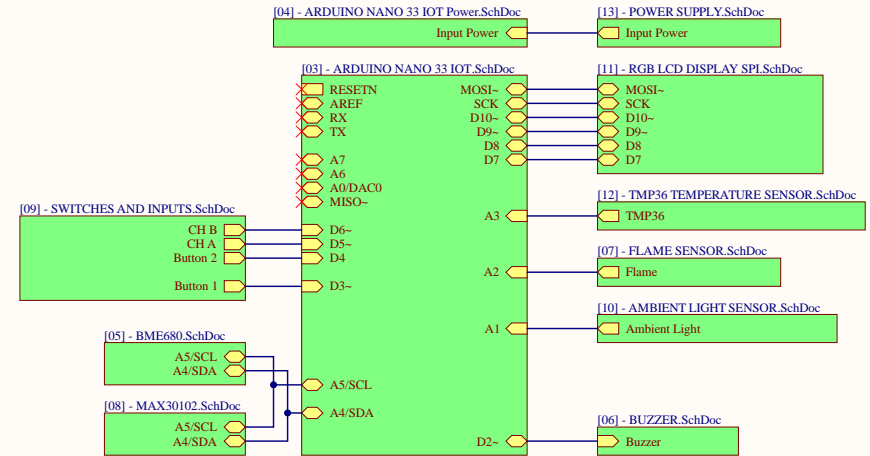 [04] - ARDUINO NANO 33 IOT Power.SchDoc
Input Power
[13] - POWER SUPPLY.SchDoc
Input Power
[03] - ARDUINO NANO 33 IOT.SchDoc
RESETN
AREF
RX
TX
A7
A6
A0/DAC0
MISO~
D6~
D5~
D4
D3~
A5/SCL
A4/SDA
MOSI~
SCK
D10~
D9~
D8
D7
A3
A2
A1
D2~
[11] - RGB LCD DISPLAY SPI.SchDoc
MOSI~
SCK
D10~
D9~
D8
D7
[12] - TMP36 TEMPERATURE SENSOR.SchDoc
TMP36
[09] - SWITCHES AND INPUTS.SchDoc
CH B
CH A
Button 2
Button 1
[07] - FLAME SENSOR.SchDoc
Flame
[10] - AMBIENT LIGHT SENSOR.SchDoc
Ambient Light
[05] - BME680.SchDoc
A5/SCL
A4/SDA
[08] - MAX30102.SchDoc
A5/SCL
A4/SDA
[06] - BUZZER.SchDoc
Buzzer